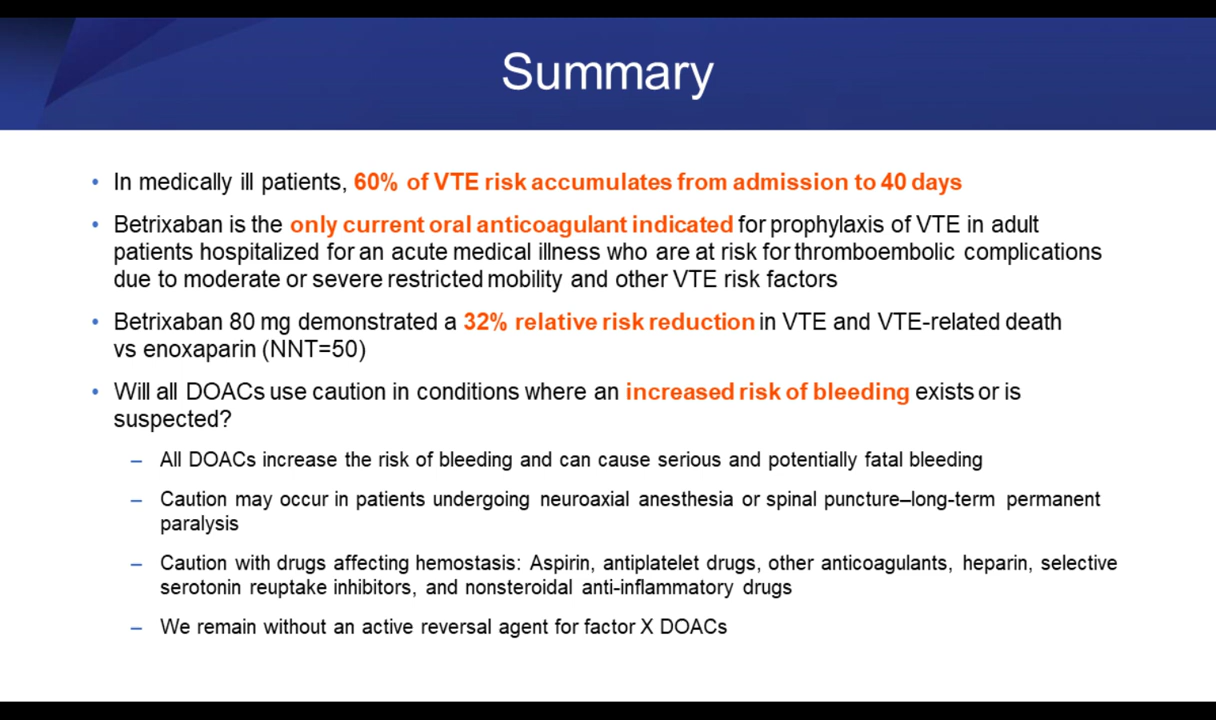 Summary
• In medically ill patients, 60% of VTE risk accumulates from admission to 40 days
• Betrixaban is the only current oral anticoagulant indicated for prophylaxis of VTE in adult
patients hospitalized for an acute medical illness who are at risk for thromboembolic complications
due to moderate or severe restricted mobility and other VTE risk factors
• Betrixaban 80 mg demonstrated a 32% relative risk reduction in VTE and VTE-related death
vs enoxaparin (NNT=50)
• Will all DOACs use caution in conditions where an increased risk of bleeding exists or is
suspected?
– All DOACs increase the risk of bleeding and can cause serious and potentially fatal bleeding
– Caution may occur in patients undergoing neuroaxial anesthesia or spinal puncture–long-term permanent
paralysis
– Caution with drugs affecting hemostasis: Aspirin, antiplatelet drugs, other anticoagulants, heparin, selective
serotonin reuptake inhibitors, and nonsteroidal anti-inflammatory drugs
– We remain without an active reversal agent for factor X DOACs